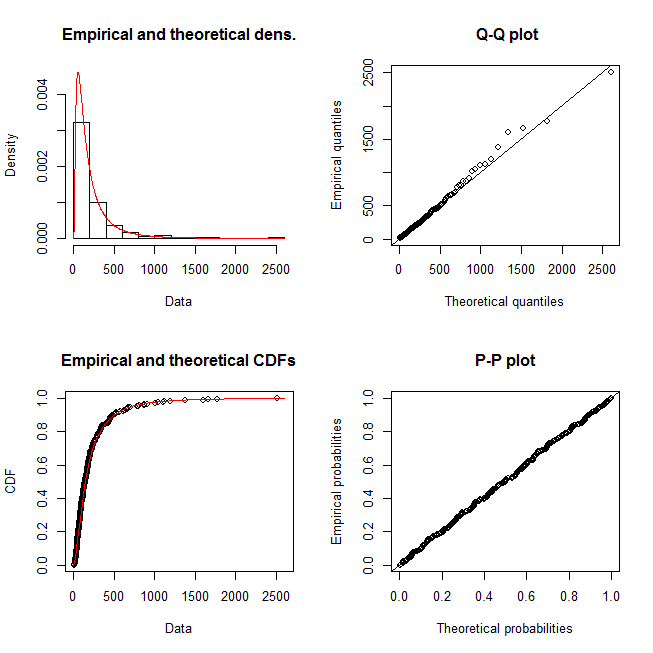 Empirical and theoretical dens.
Density
0.000 0.002 0.004
0 500 1000 1500 2000 2500
Data
Q-Q plot
Empirical quantiles
0 500 1500 2500
0 500 1000 1500 2000 2500
Theoretical quantiles
Empirical and theoretical CDFs
CDF
0.0 0.2 0.4 0.6 0.8 1.0
0 500 1000 1500 2000 2500
Data
P-P plot
Empirical probabilities
0.0 0.2 0.4 0.6 0.8 1.0
0.0 0.2 0.4 0.6 0.8 1.0
Theoretical probabilities